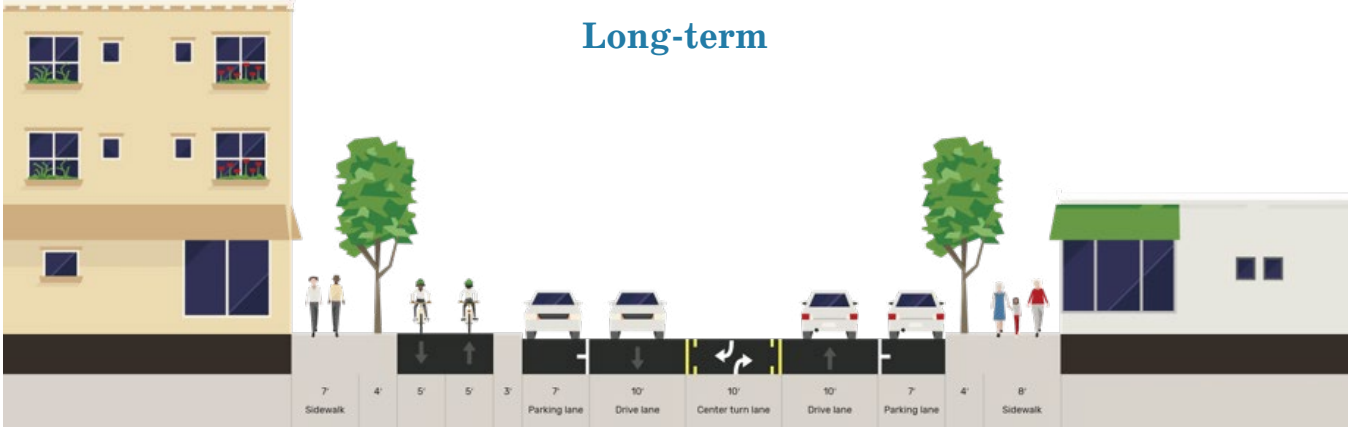 Long-term
7' 4' 5' 5' 3' 7' 10' 10' 10' 7' 4' 8'
Sidewalk Parking lane Drive lane Center turn lane Drive lane Parking lane Sidewalk